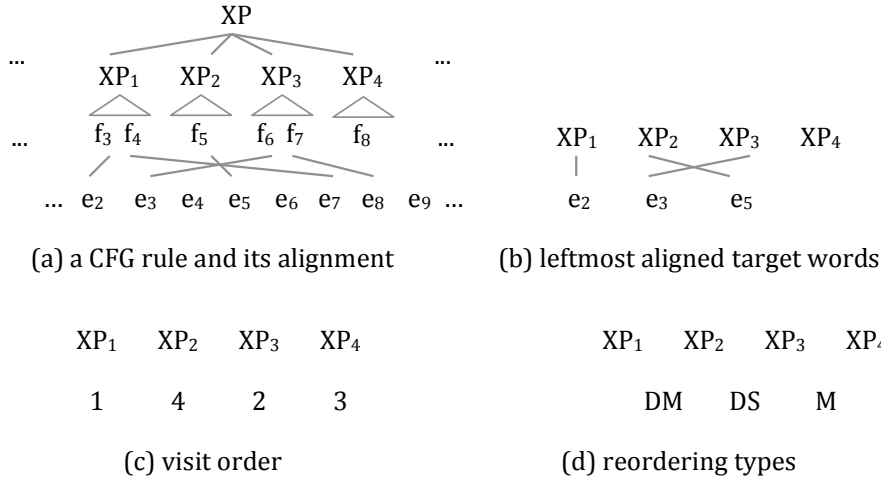 XP
... ...
XP₁ XP₂ XP₃ XP₄
... f₃ f₄ f₅ f₆ f₇ f₈ ...
XP₁ XP₂ XP₃ XP₄
... e₂ e₃ e₄ e₅ e₆ e₇ e₈ e₉ ...
e₂ e₃ e₅
(a) a CFG rule and its alignment
(b) leftmost aligned target words
XP₁ XP₂ XP₃ XP₄
1 4 2 3
(c) visit order
XP₁ XP₂ XP₃ XP₄
DM DS M
(d) reordering types